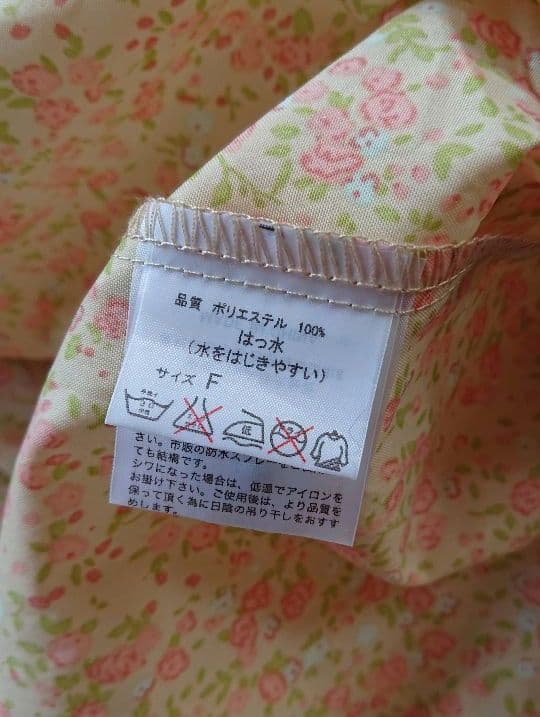 品質 ポリエステル 100%
はっ水
(水をはじきやすい)
サイズ F
低
さい。市販の防水スプレー
ても結構です。
シワになった場合は、低温でアイロンを
お掛け下さい。ご使用後は、より品質を
保って頂く為に日陰の吊り干しをおすす
めします。